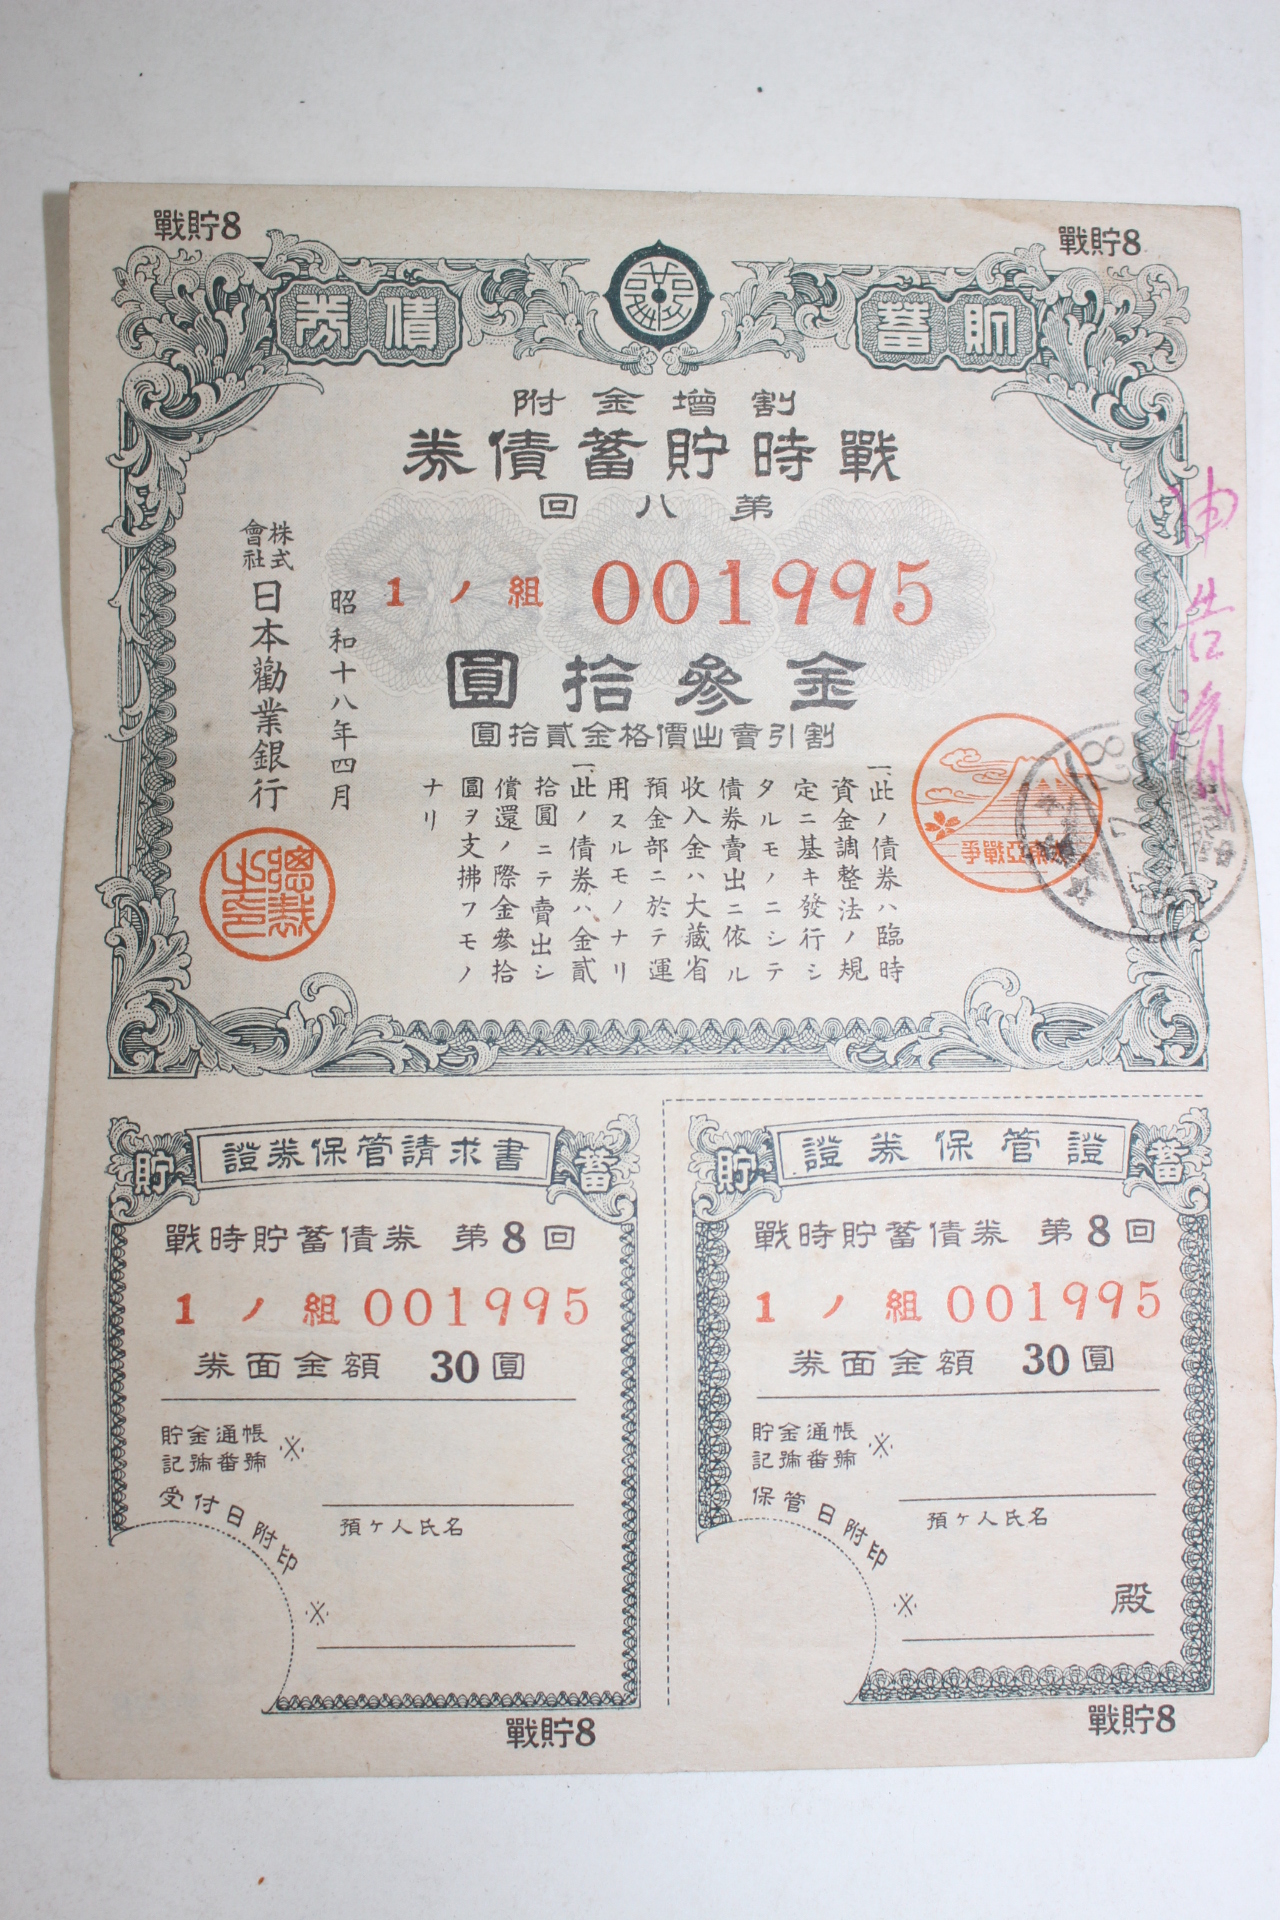 戰貯8
戰貯8
貯蓄
債券
割増金附
戰時貯蓄債券
第八回
1ノ組 001995
金參拾圓
割引賣出價格金貳拾圓
一、此ノ債券ハ臨時
資金調整法ノ規
定ニ基キ發行シ
タルモノニシテ
債券賣出ニ依ル
收入金ハ大藏省
預金部ニ於テ運
用スルモノナリ
一、此ノ債券ハ金貳
拾圓ニテ賣出シ
償還ノ際金參拾
圓ヲ支拂フモノ
ナリ
昭和十八年四月
株式會社日本勸業銀行
總裁之印
大東亞戰爭
申告濟
證券保管請求書
貯
蓄
戰時貯蓄債券 第8回
1ノ組 001995
券面金額 30圓
貯金通帳
記號番號
※
受付日附印
預ケ人氏名
※
戰貯8
證券保管證
貯
蓄
戰時貯蓄債券 第8回
1ノ組 001995
券面金額 30圓
貯金通帳
記號番號
※
保管日附印
預ケ人氏名
※
殿
戰貯8